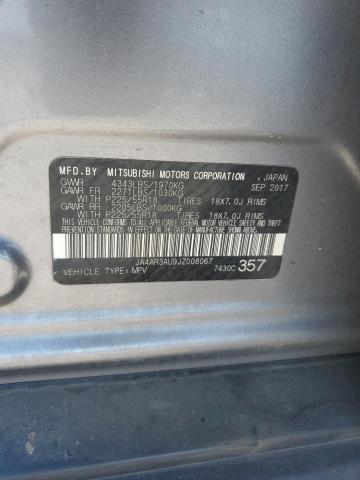 MFD.BY MITSUBISHI MOTORS CORPORATION , JAPAN
GVWR 4343LBS/1970KG SEP 2017
GAWR FR 2271LBS/1030KG
WITH P225/55R18 TIRES 18X7.0J RIMS
GAWR RR 2205LBS/1000KG
WITH P225/55R18 TIRES 18X7.0J RIMS
THIS VEHICLE CONFORMS TO ALL APPLICABLE FEDERAL
MOTOR VEHICLE SAFETY, BUMPER, AND THEFT
PREVENTION STANDARDS IN EFFECT ON THE DATE OF
MANUFACTURE SHOWN ABOVE.
JA4AR3AU9JZ008067 7430C 357
VEHICLE TYPE:MPV